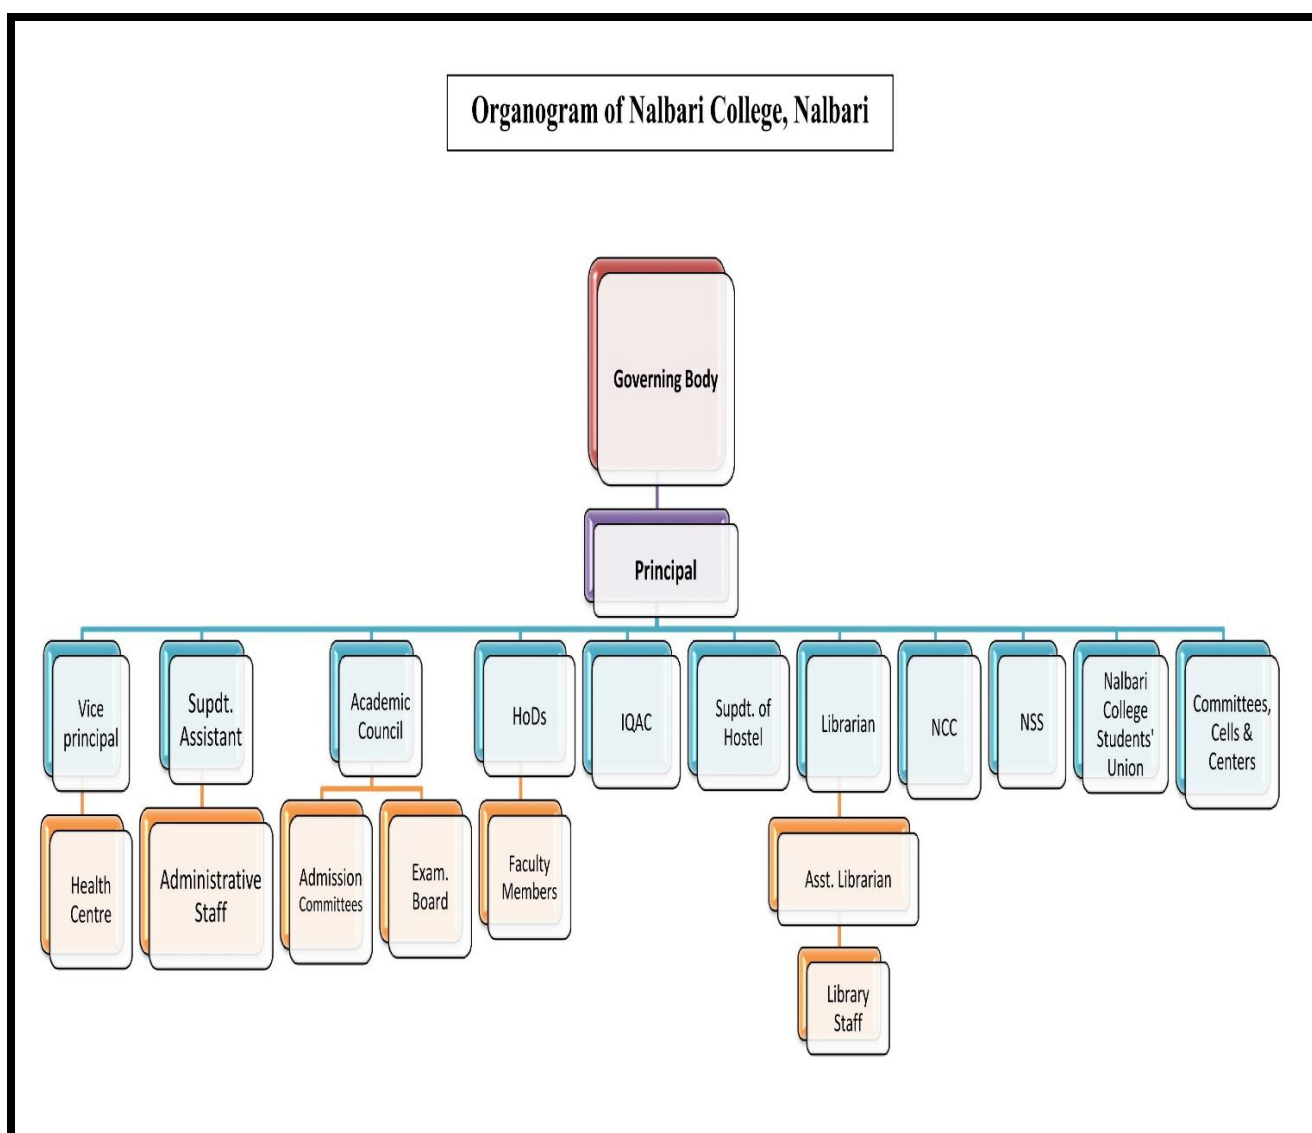 Organogram of Nalbari College, Nalbari
Governing Body
Principal
Vice
principal
Supdt.
Assistant
Academic
Council
HoDs
IQAC
Supdt. of
Hostel
Librarian
NCC
NSS
Nalbari
College
Students'
Union
Committees,
Cells &
Centers
Health
Centre
Administrative
Staff
Admission
Committees
Exam.
Board
Faculty
Members
Asst. Librarian
Library
Staff